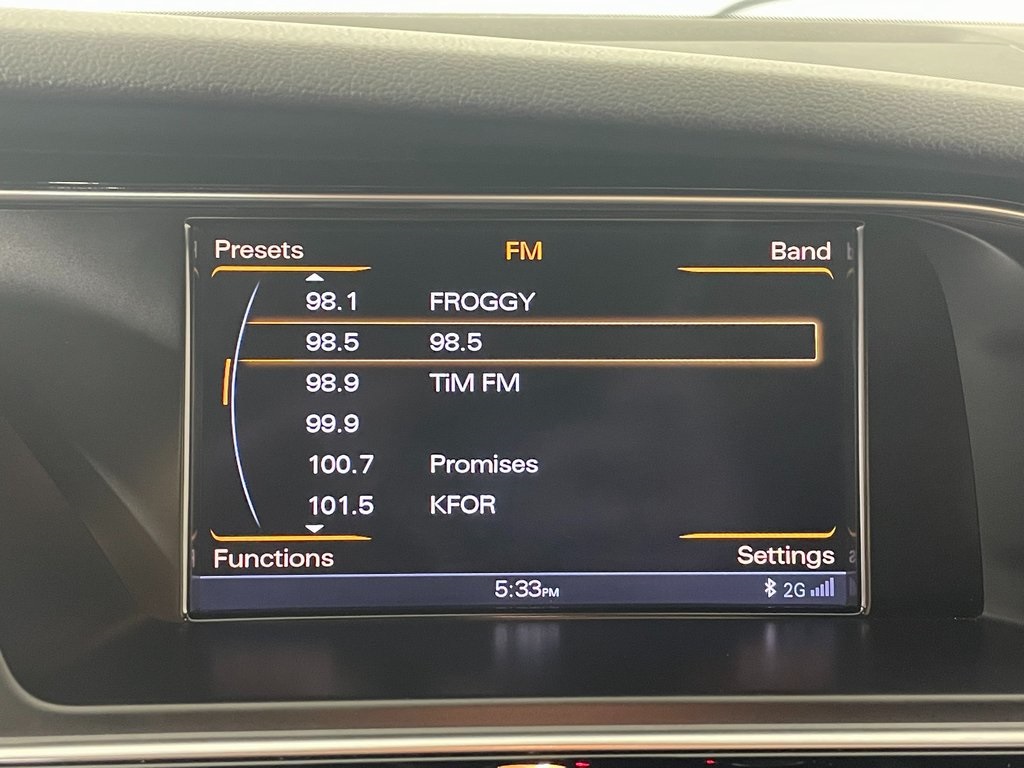 Presets FM Band
98.1 FROGGY
98.5 98.5
98.9 TiM FM
99.9
100.7 Promises
101.5 KFOR
Functions Settings
5:33PM 2G